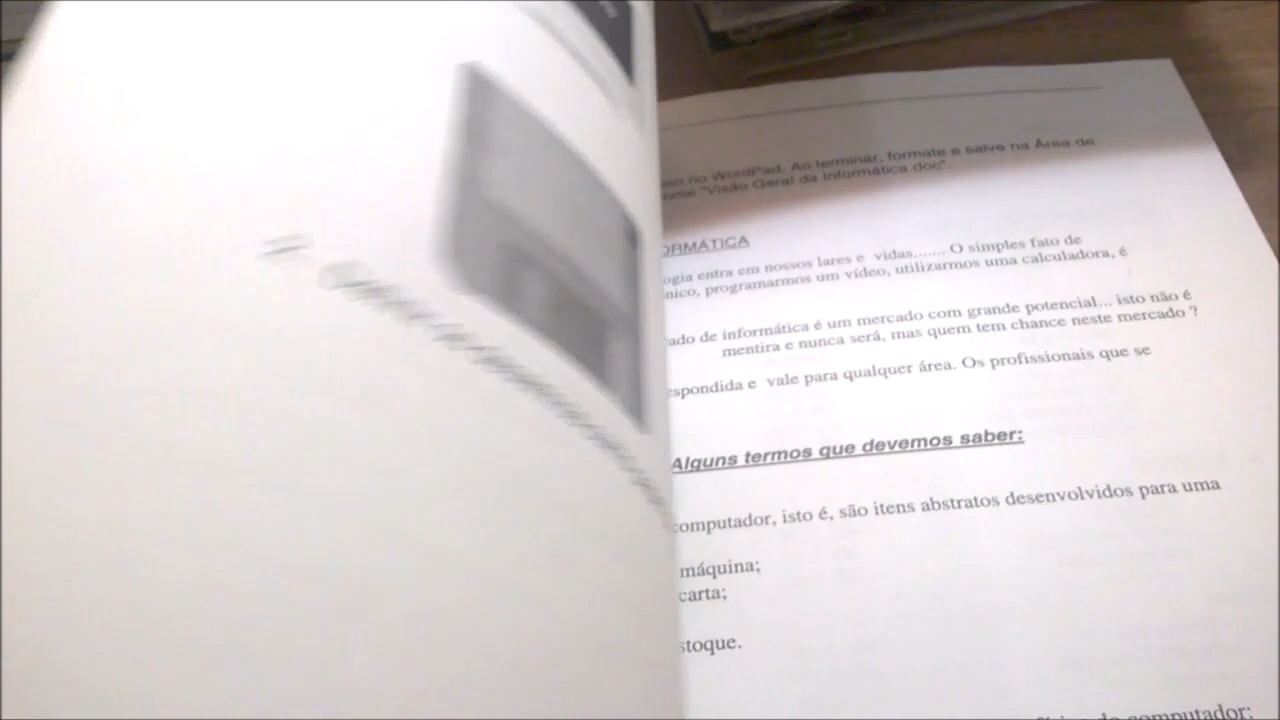 no WordPad. Ao terminar, formate e salve na Área de
"Visão Geral da Informática.doc".
ORMÁTICA
ogia entra em nossos lares e vidas....... O simples fato de
nico, programarmos um vídeo, utilizarmos uma calculadora, é
ado de informática é um mercado com grande potencial... isto não é
mentira e nunca será, mas quem tem chance neste mercado ?
espondida e vale para qualquer área. Os profissionais que se
Alguns termos que devemos saber:
computador, isto é, são itens abstratos desenvolvidos para uma
máquina;
carta;
stoque.
do computador: